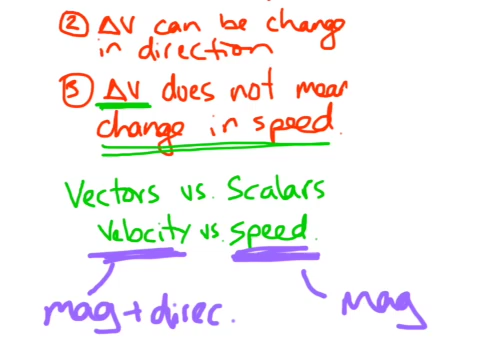 ② ΔV can be change
in direction
③ ΔV does not mean
change in speed.
Vectors vs. Scalars
Velocity vs. speed.
mag + direc. mag